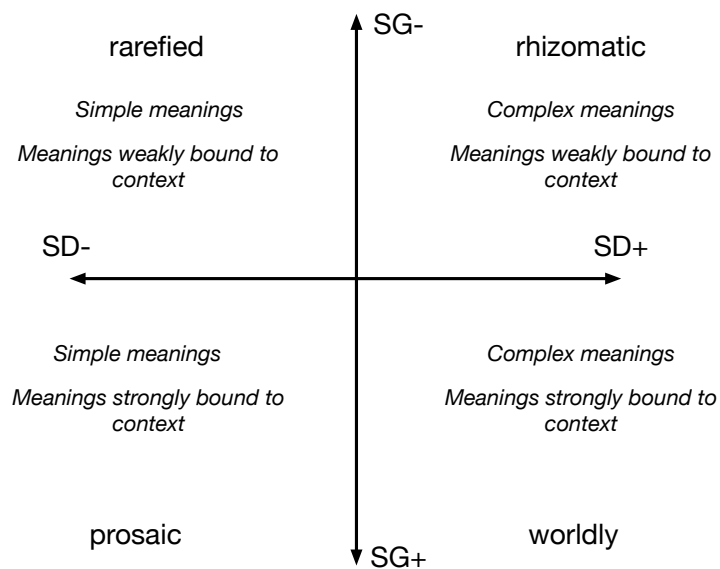 SG-
rarefied
rhizomatic
Simple meanings
Meanings weakly bound to
context
Complex meanings
Meanings weakly bound to
context
SD-
SD+
Simple meanings
Meanings strongly bound to
context
Complex meanings
Meanings strongly bound to
context
prosaic
worldly
SG+